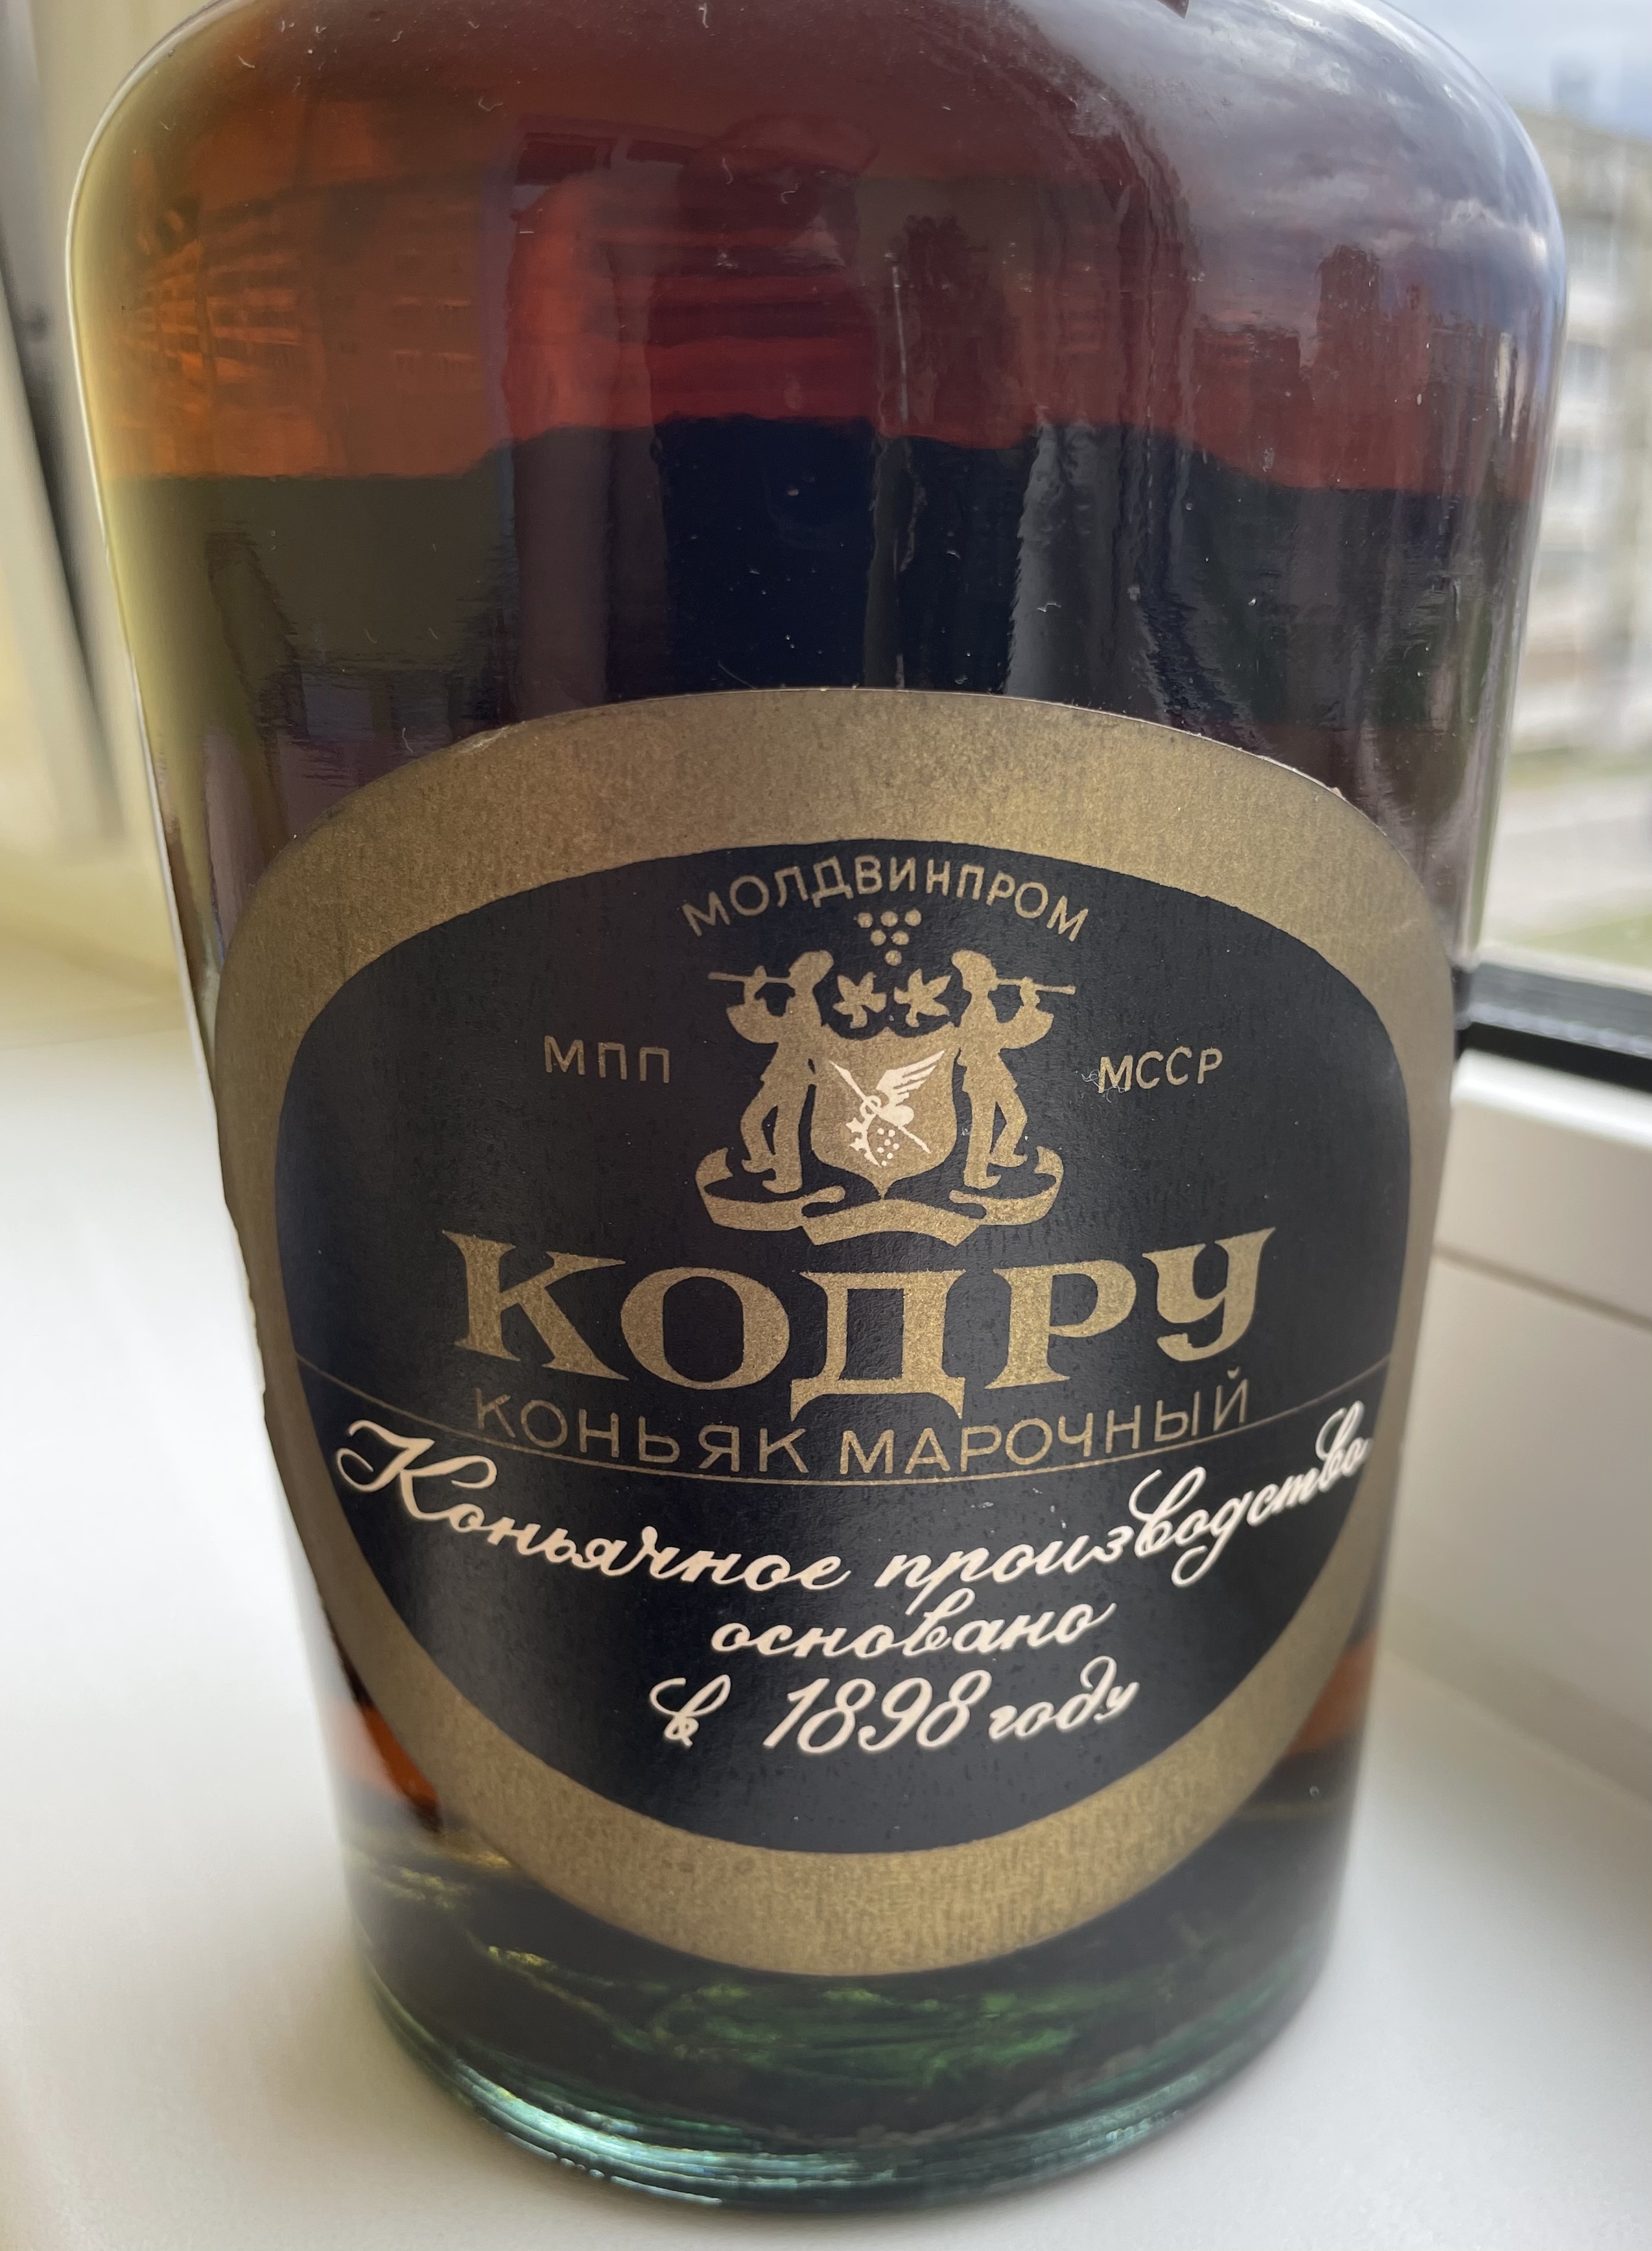 МОЛДВИНПРОМ
МПП
МССР
КОДРУ
КОНЬЯК МАРОЧНЫЙ
Коньячное производство
основано
в 1898 году